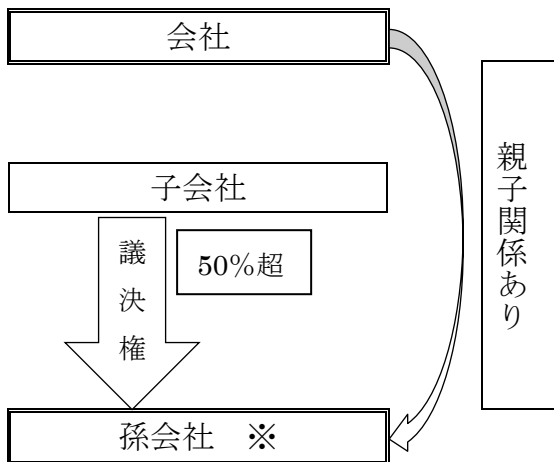 会社
子会社
議決権
50%超
親子関係あり
孫会社 ※